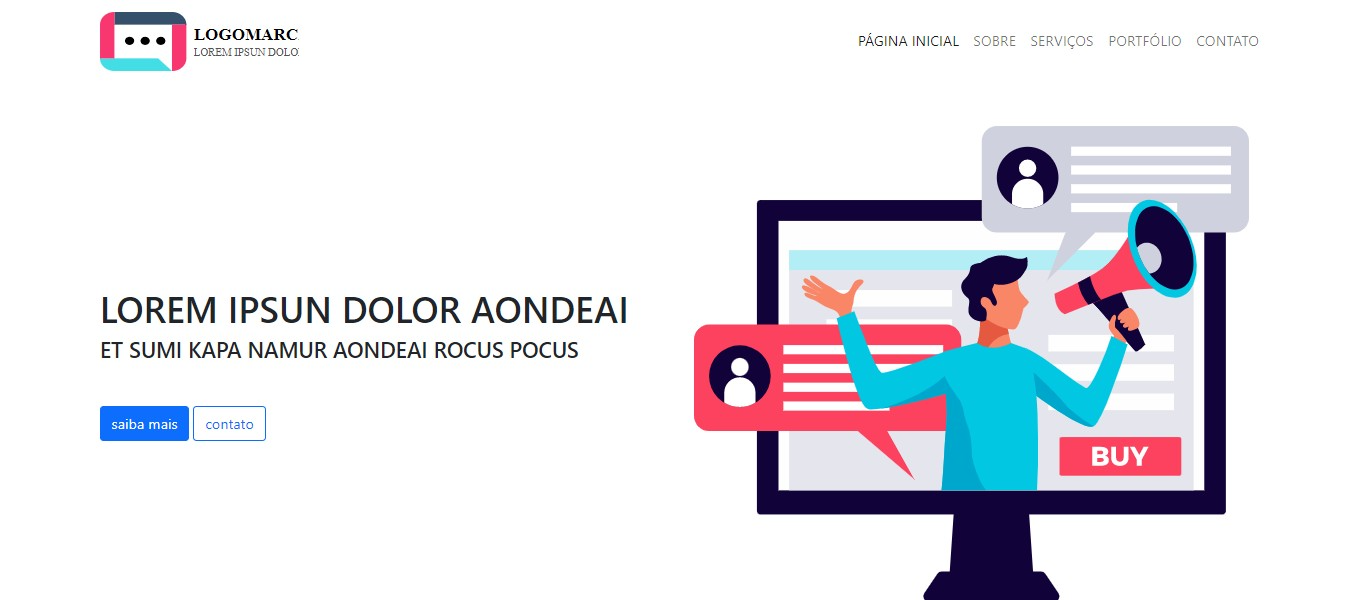 LOGOMARC
LOREM IPSUN DOLO
PÁGINA INICIAL SOBRE SERVIÇOS PORTFÓLIO CONTATO
LOREM IPSUN DOLOR AONDEAI
ET SUMI KAPA NAMUR AONDEAI ROCUS POCUS
saiba mais contato
BUY